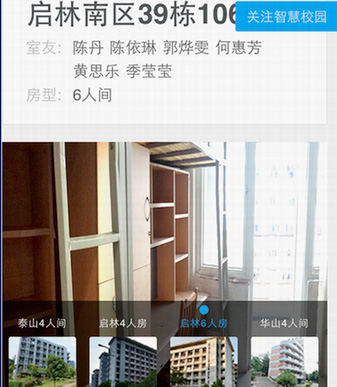 启林南区39栋106
关注智慧校园
室友: 陈丹 陈依琳 郭烨雯 何惠芳
黄思乐 季莹莹
房型: 6人间
泰山4人间 启林4人房 启林6人房 华山4人间